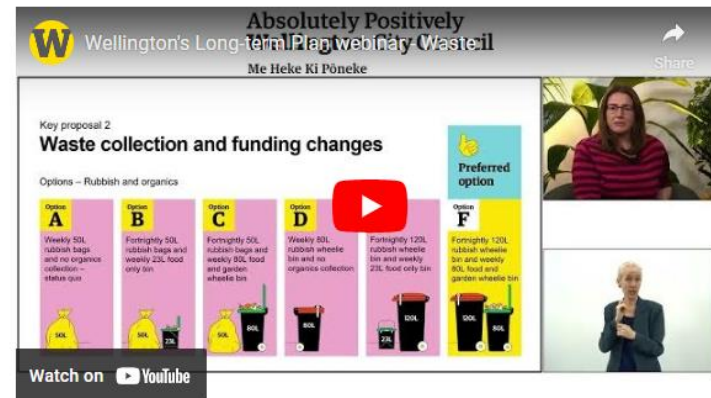 Absolutely Positively
Wellington City Council
Me Heke Ki Pōneke
W
Wellington's Long-term Plan webinar - Waste
Share
Key proposal 2
Waste collection and funding changes
Options – Rubbish and organics
Preferred
option
Option
A
Weekly 50L
rubbish bags
and no organics
collection –
status quo
50L
Option
B
Fortnightly 50L
rubbish bags and
weekly 23L food
only bin
50L
23L
Option
C
Fortnightly 50L
rubbish bags and
weekly 80L food
and garden
wheelie bin
50L
80L
Option
D
Weekly 80L
rubbish wheelie
bin and no
organics collection
80L
Fortnightly 120L
rubbish wheelie
bin and weekly
23L food only bin
23L
120L
Option
F
Fortnightly 120L
rubbish wheelie
bin and weekly
80L food and
garden wheelie bin
120L
80L
Watch on YouTube